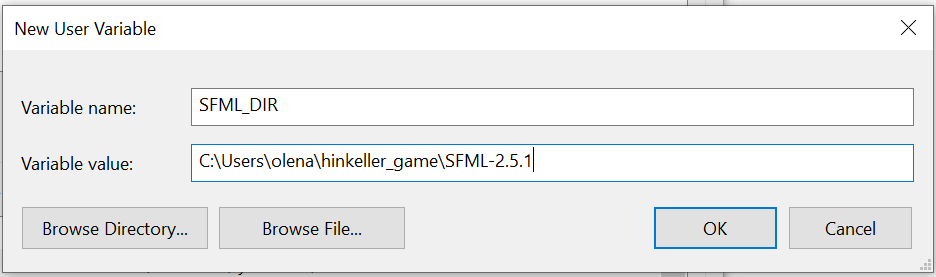 New User Variable
Variable name: SFML_DIR
Variable value: C:\Users\olena\hinkeller_game\SFML-2.5.1
Browse Directory... Browse File... OK Cancel